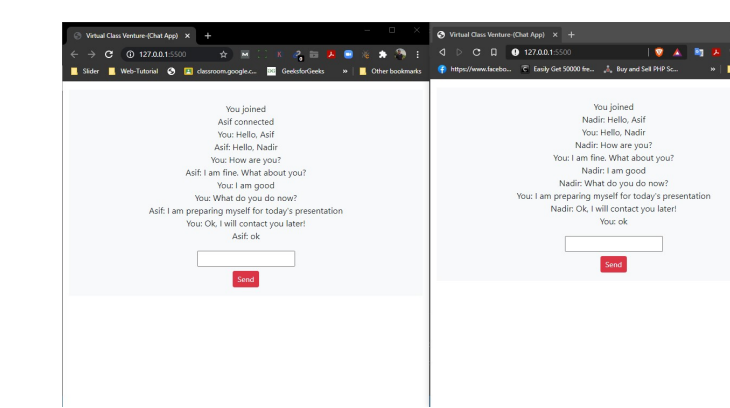 Virtual Class Venture-(Chat App)
127.0.0.1:5500
Slider Web-Tutorial classroom.google.c... GeeksforGeeks » Other bookmarks
You joined
Asif connected
You: Hello, Asif
Asif: Hello, Nadir
You: How are you?
Asif: I am fine. What about you?
You: I am good
You: What do you do now?
Asif: I am preparing myself for today's presentation
You: Ok, I will contact you later!
Asif: ok
Send
Virtual Class Venture-(Chat App)
127.0.0.1:5500
https://www.facebo... Easily Get 50000 fre... Buy and Sell PHP Sc... »
You joined
Nadir: Hello, Asif
You: Hello, Nadir
Nadir: How are you?
You: I am fine. What about you?
Nadir: I am good
Nadir: What do you do now?
You: I am preparing myself for today's presentation
Nadir: Ok, I will contact you later!
You: ok
Send